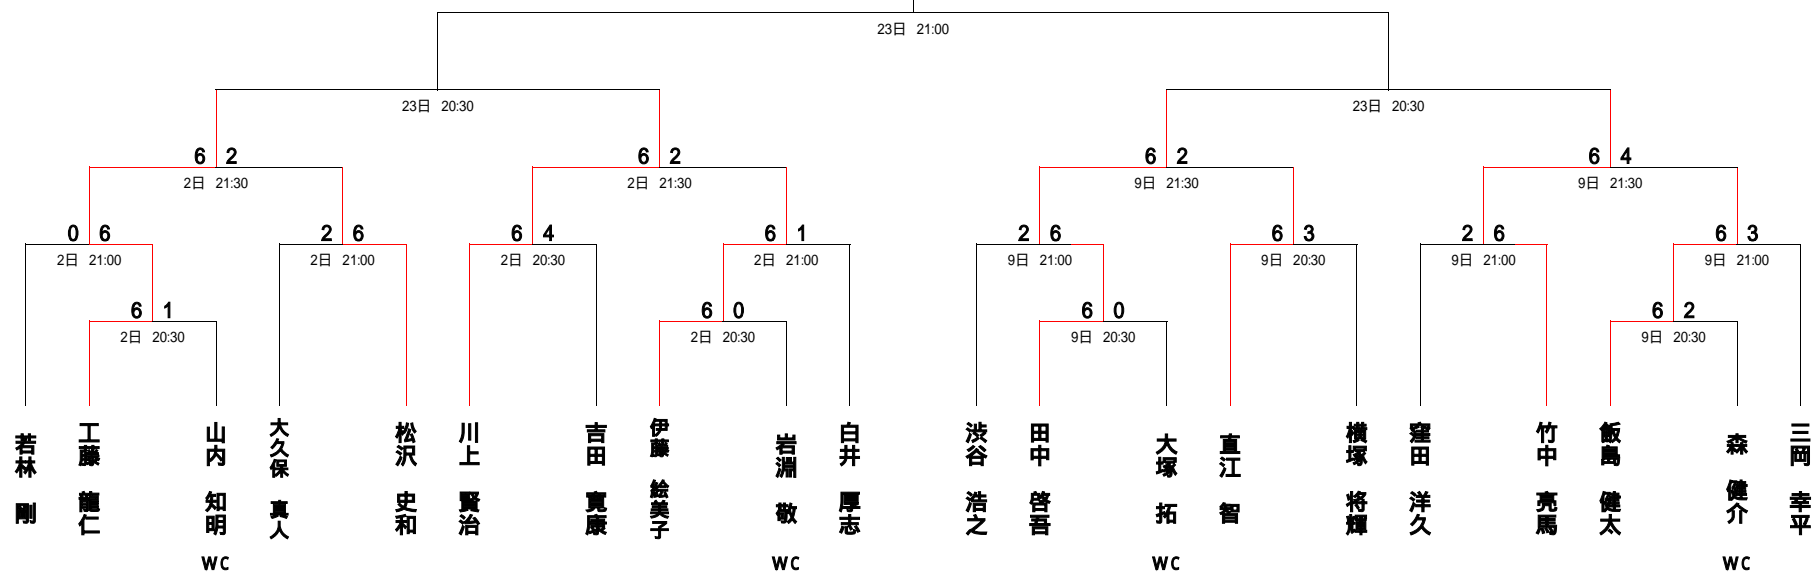 23日 21:00
23日 20:30
23日 20:30
6 2
6 2
6 2
6 4
2日 21:30
2日 21:30
9日 21:30
9日 21:30
0 6
2 6
6 4
6 1
2 6
6 3
2 6
6 3
2日 21:00
2日 21:00
2日 20:30
2日 21:00
9日 21:00
9日 20:30
9日 21:00
9日 21:00
6 1
6 0
6 0
6 2
2日 20:30
2日 20:30
9日 20:30
9日 20:30
若林 剛
工藤 龍仁
山内 知明
大久保 真人
松沢 史和
川上 賢治
吉田 寛康
伊藤 絵美子
岩淵 敬
白井 厚志
渋谷 浩之
田中 啓吾
大塚 拓
直江 智
横塚 将輝
窪田 洋久
竹中 亮馬
飯島 健太
森 健介
三岡 幸平
WC
WC
WC
WC